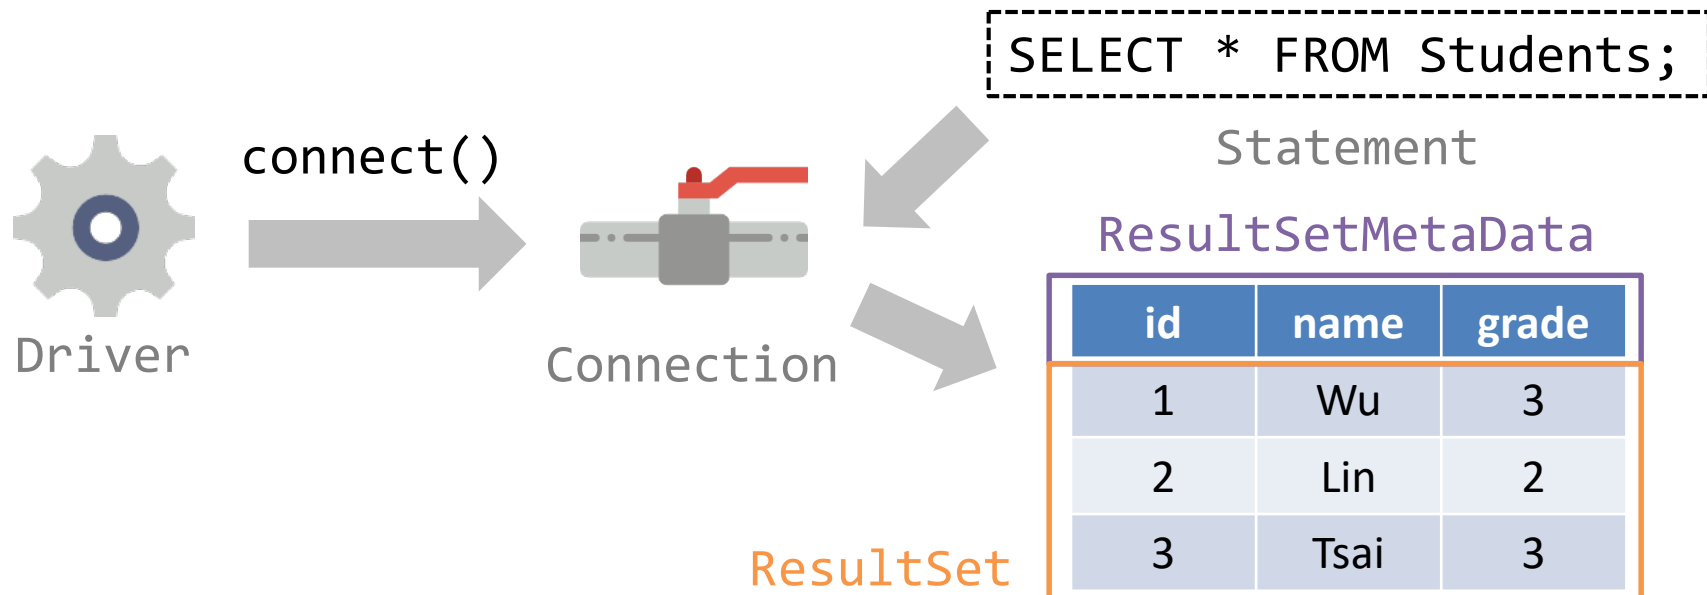 SELECT * FROM Students;
Statement
connect()
Driver
Connection
ResultSetMetaData
id name grade
1 Wu 3
2 Lin 2
3 Tsai 3
ResultSet